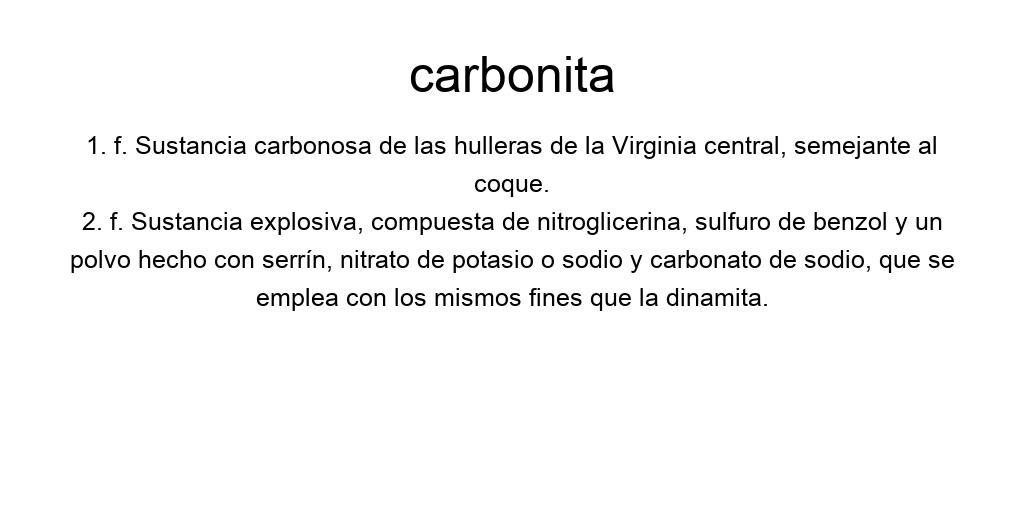 carbonita
1. f. Sustancia carbonosa de las hulleras de la Virginia central, semejante al
coque.
2. f. Sustancia explosiva, compuesta de nitroglicerina, sulfuro de benzol y un
polvo hecho con serrín, nitrato de potasio o sodio y carbonato de sodio, que se
emplea con los mismos fines que la dinamita.